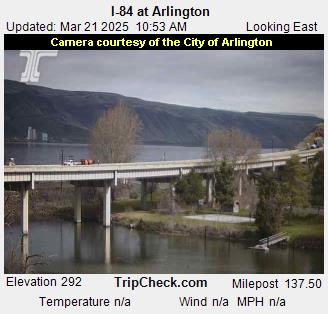 I-84 at Arlington
Updated: Mar 21 2025 10:53 AM Looking East
Camera courtesy of the City of Arlington
Elevation 292 TripCheck.com Milepost 137.50
Temperature n/a Wind n/a MPH n/a